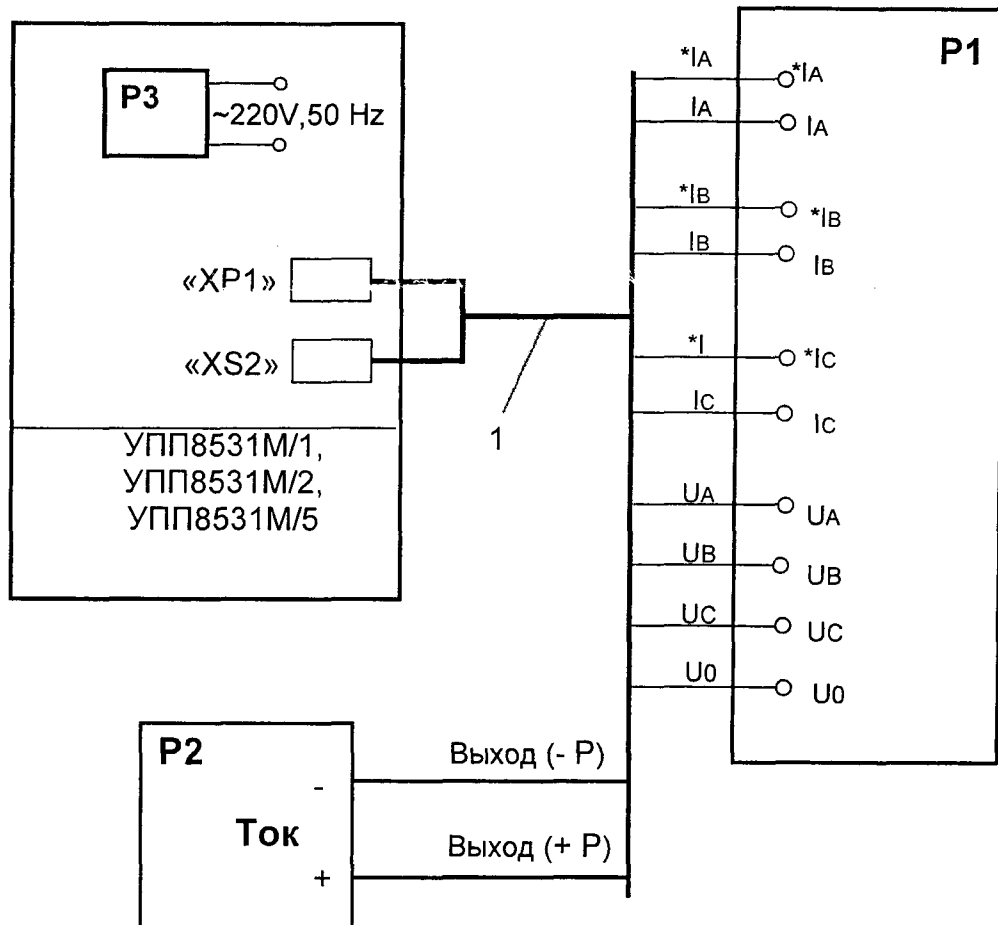 P3
~220V,50 Hz
«XP1»
«XS2»
УПП8531М/1,
УПП8531М/2,
УПП8531М/5
1
P1
*IA
*IA
IA
IA
*IB
*IB
IB
IB
*I
*IC
IC
IC
UA
UA
UB
UB
UC
UC
U0
U0
P2
-
Ток
+
Выход (- P)
Выход (+ P)